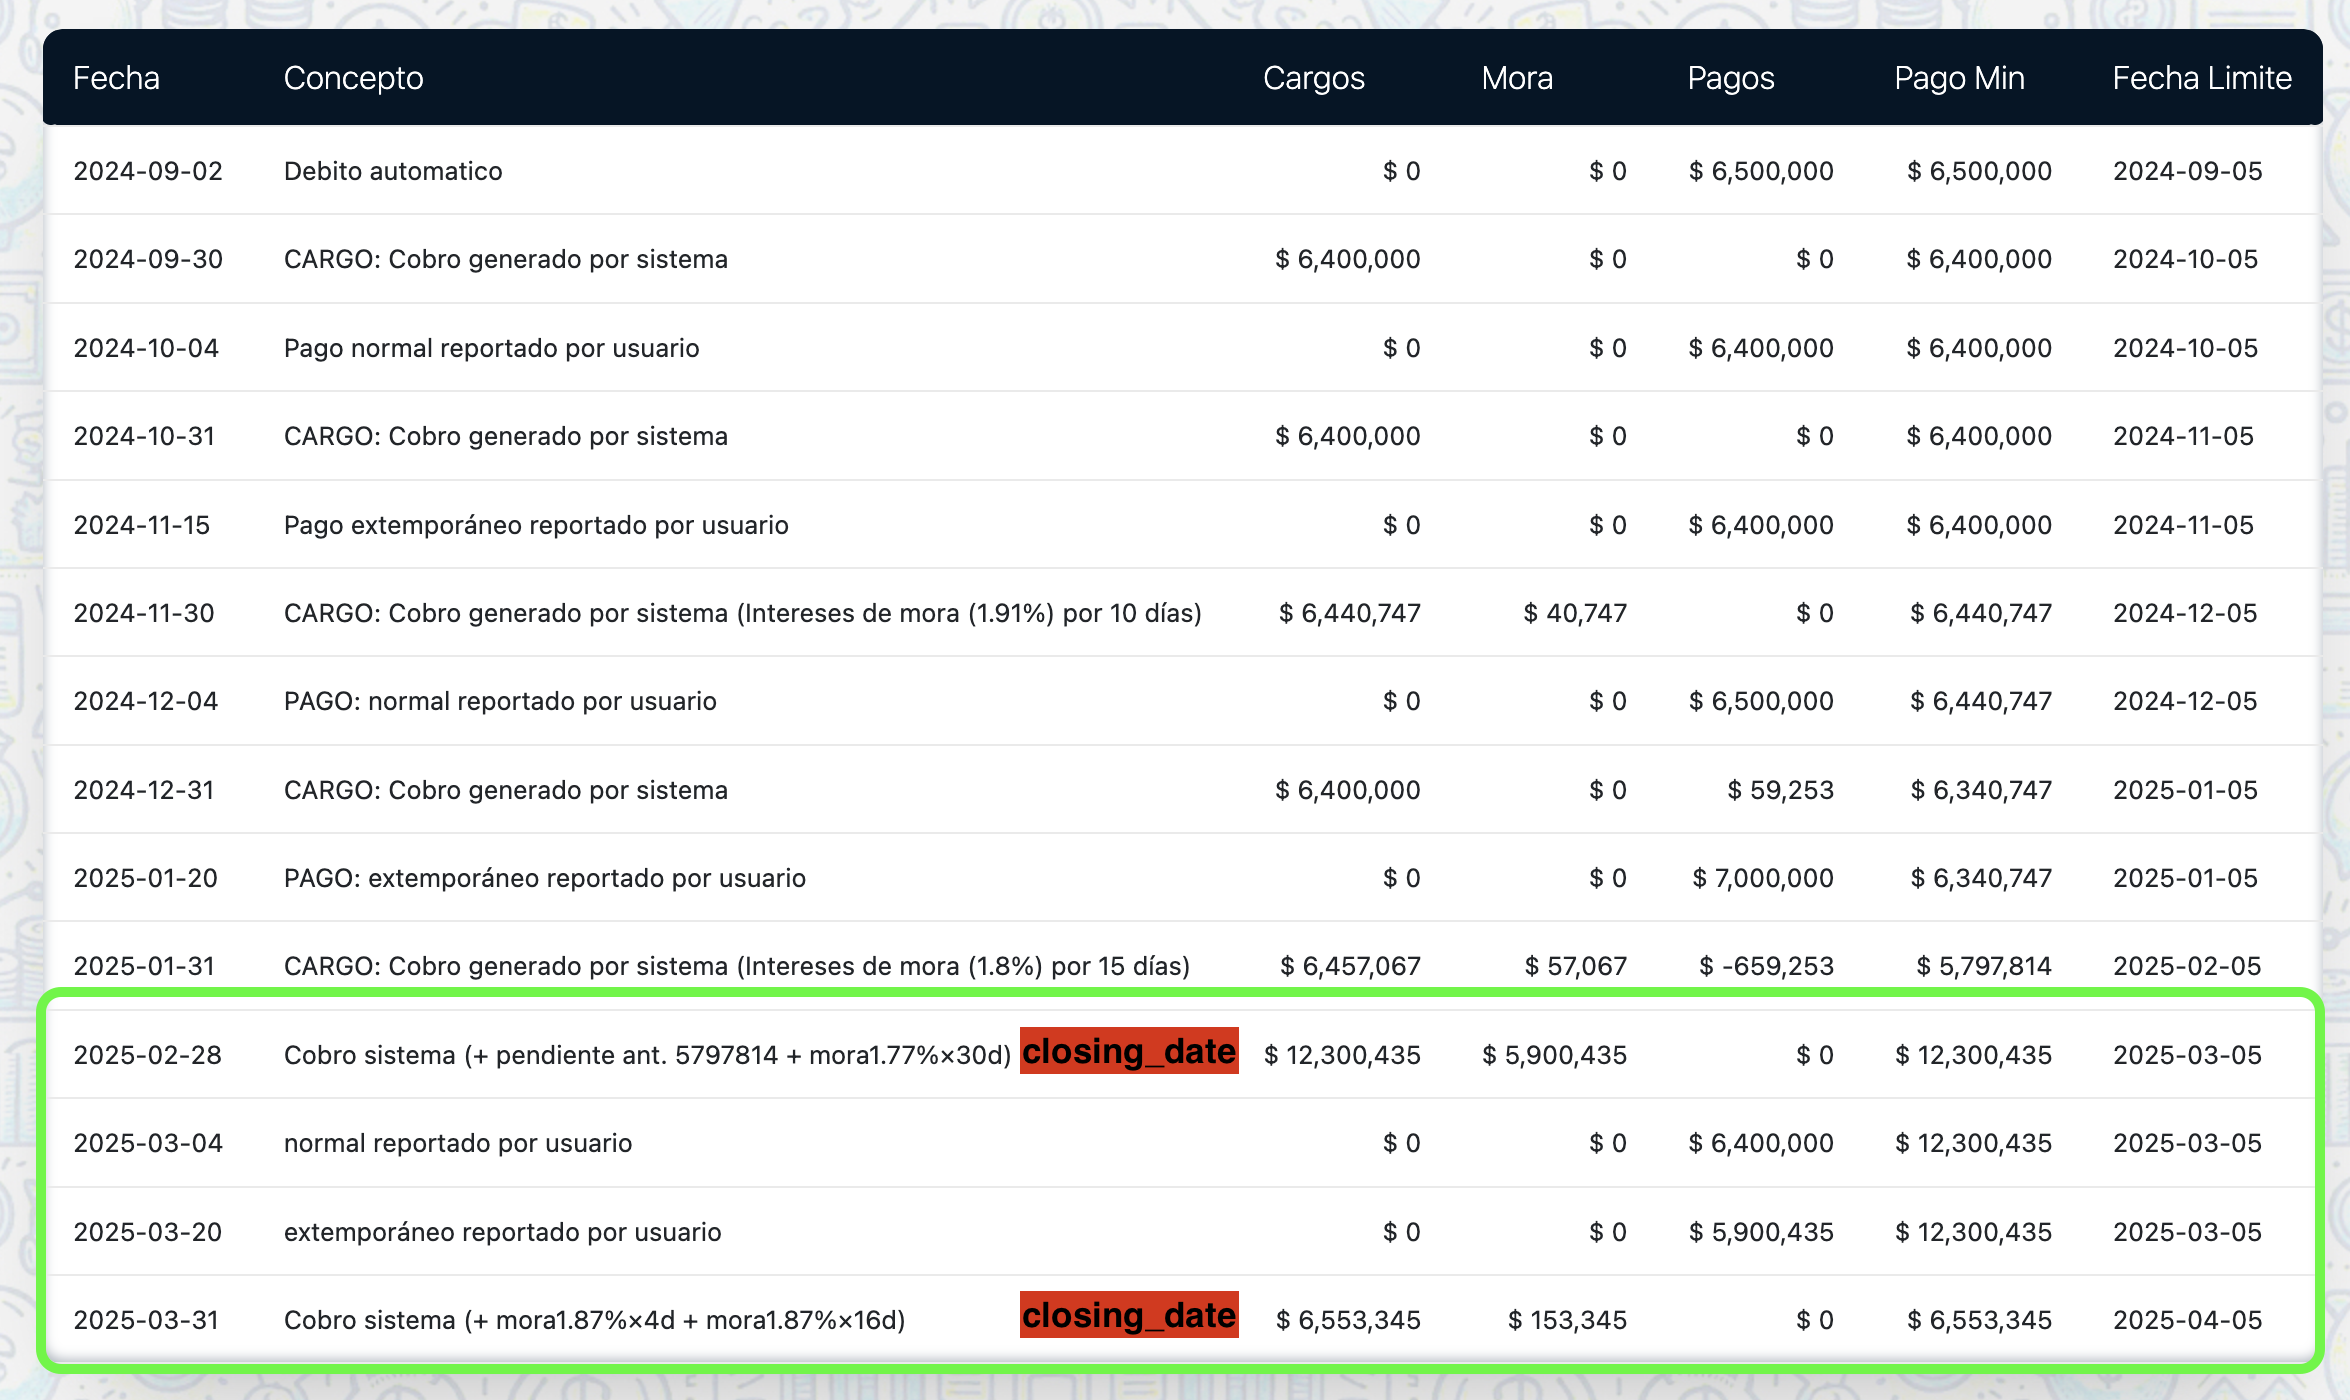 Fecha Concepto Cargos Mora Pagos Pago Min Fecha Limite
2024-09-02 Debito automatico $ 0 $ 0 $ 6,500,000 $ 6,500,000 2024-09-05
2024-09-30 CARGO: Cobro generado por sistema $ 6,400,000 $ 0 $ 0 $ 6,400,000 2024-10-05
2024-10-04 Pago normal reportado por usuario $ 0 $ 0 $ 6,400,000 $ 6,400,000 2024-10-05
2024-10-31 CARGO: Cobro generado por sistema $ 6,400,000 $ 0 $ 0 $ 6,400,000 2024-11-05
2024-11-15 Pago extemporáneo reportado por usuario $ 0 $ 0 $ 6,400,000 $ 6,400,000 2024-11-05
2024-11-30 CARGO: Cobro generado por sistema (Intereses de mora (1.91%) por 10 días) $ 6,440,747 $ 40,747 $ 0 $ 6,440,747 2024-12-05
2024-12-04 PAGO: normal reportado por usuario $ 0 $ 0 $ 6,500,000 $ 6,440,747 2024-12-05
2024-12-31 CARGO: Cobro generado por sistema $ 6,400,000 $ 0 $ 59,253 $ 6,340,747 2025-01-05
2025-01-20 PAGO: extemporáneo reportado por usuario $ 0 $ 0 $ 7,000,000 $ 6,340,747 2025-01-05
2025-01-31 CARGO: Cobro generado por sistema (Intereses de mora (1.8%) por 15 días) $ 6,457,067 $ 57,067 $ -659,253 $ 5,797,814 2025-02-05
2025-02-28 Cobro sistema (+ pendiente ant. 5797814 + mora1.77%×30d) closing_date $ 12,300,435 $ 5,900,435 $ 0 $ 12,300,435 2025-03-05
2025-03-04 normal reportado por usuario $ 0 $ 0 $ 6,400,000 $ 12,300,435 2025-03-05
2025-03-20 extemporáneo reportado por usuario $ 0 $ 0 $ 5,900,435 $ 12,300,435 2025-03-05
2025-03-31 Cobro sistema (+ mora1.87%×4d + mora1.87%×16d) closing_date $ 6,553,345 $ 153,345 $ 0 $ 6,553,345 2025-04-05